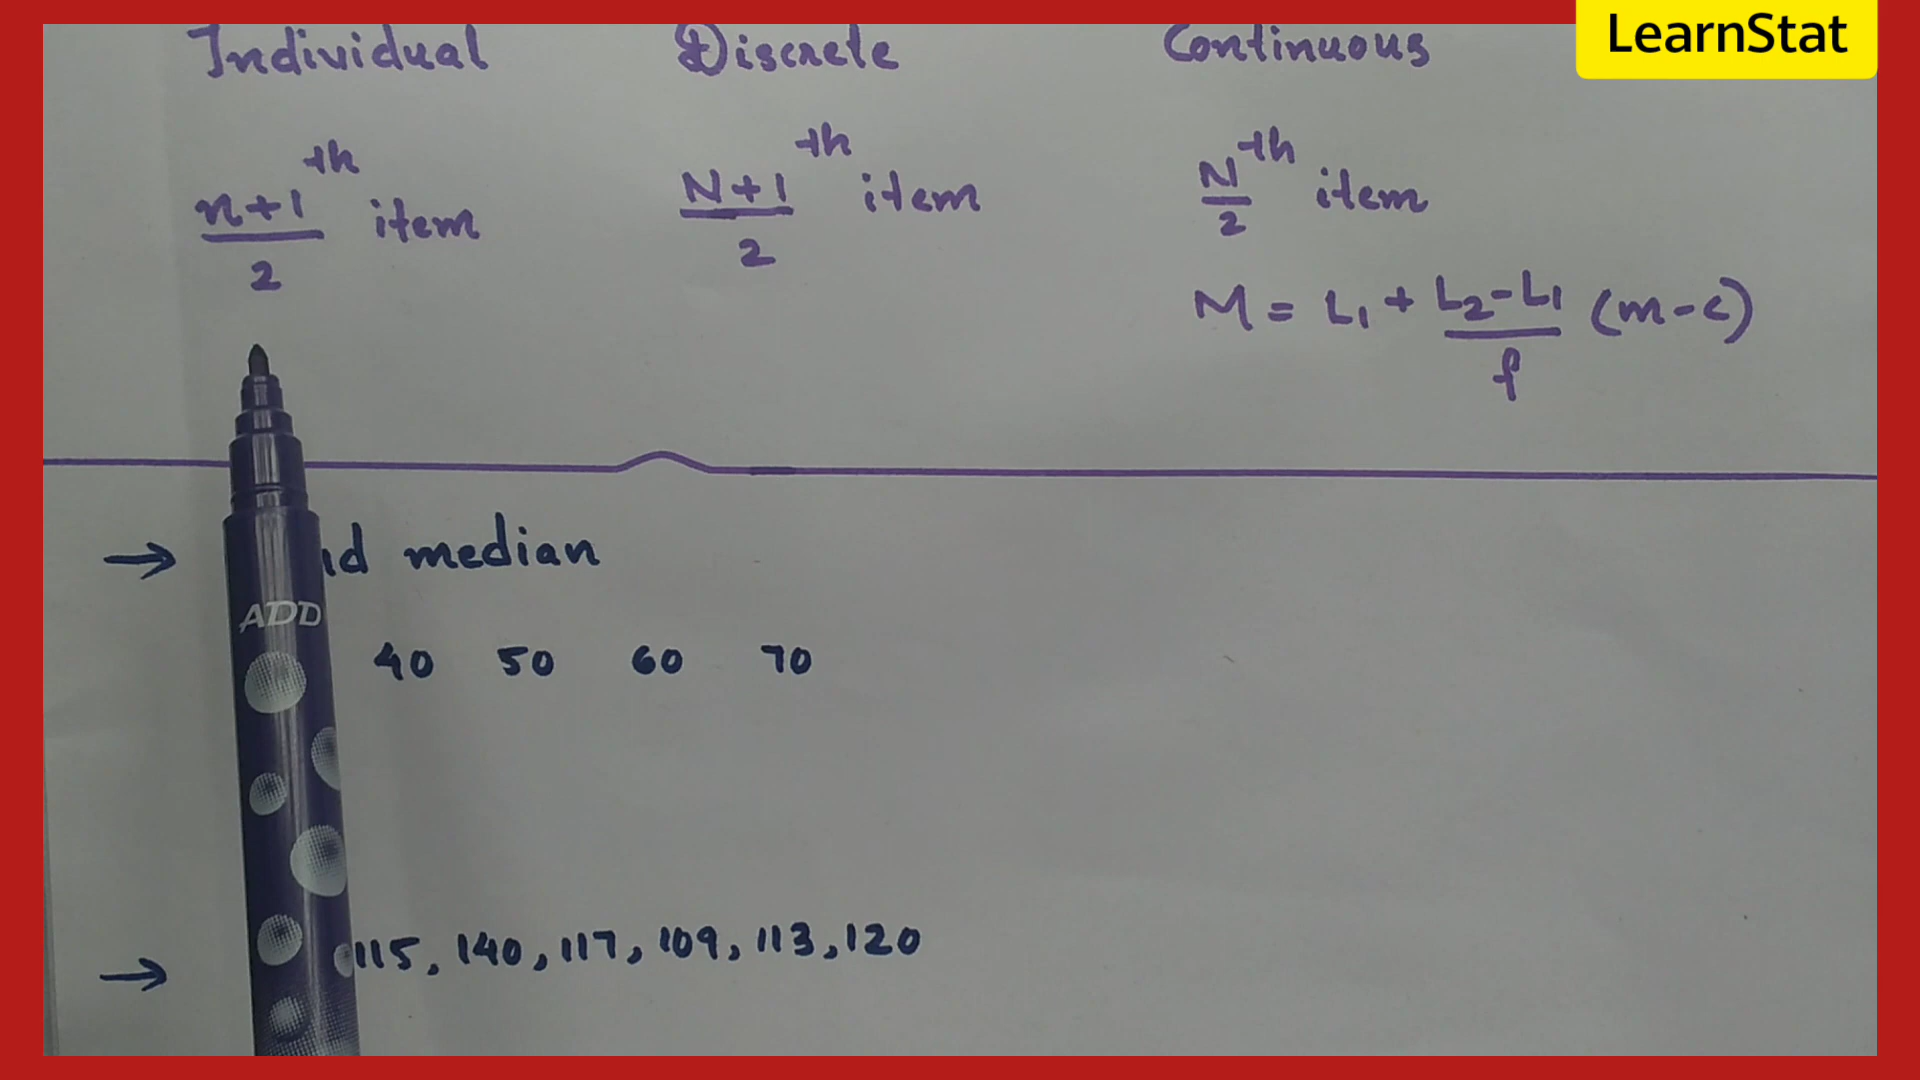 LearnStat
Individual Discrete Continuous
n+1/2 th item
N+1/2 th item
N/2 th item
M = L1 + L2-L1/f (m-c)
→ median
40 50 60 70
→ 115, 140, 117, 109, 113, 120
ADD